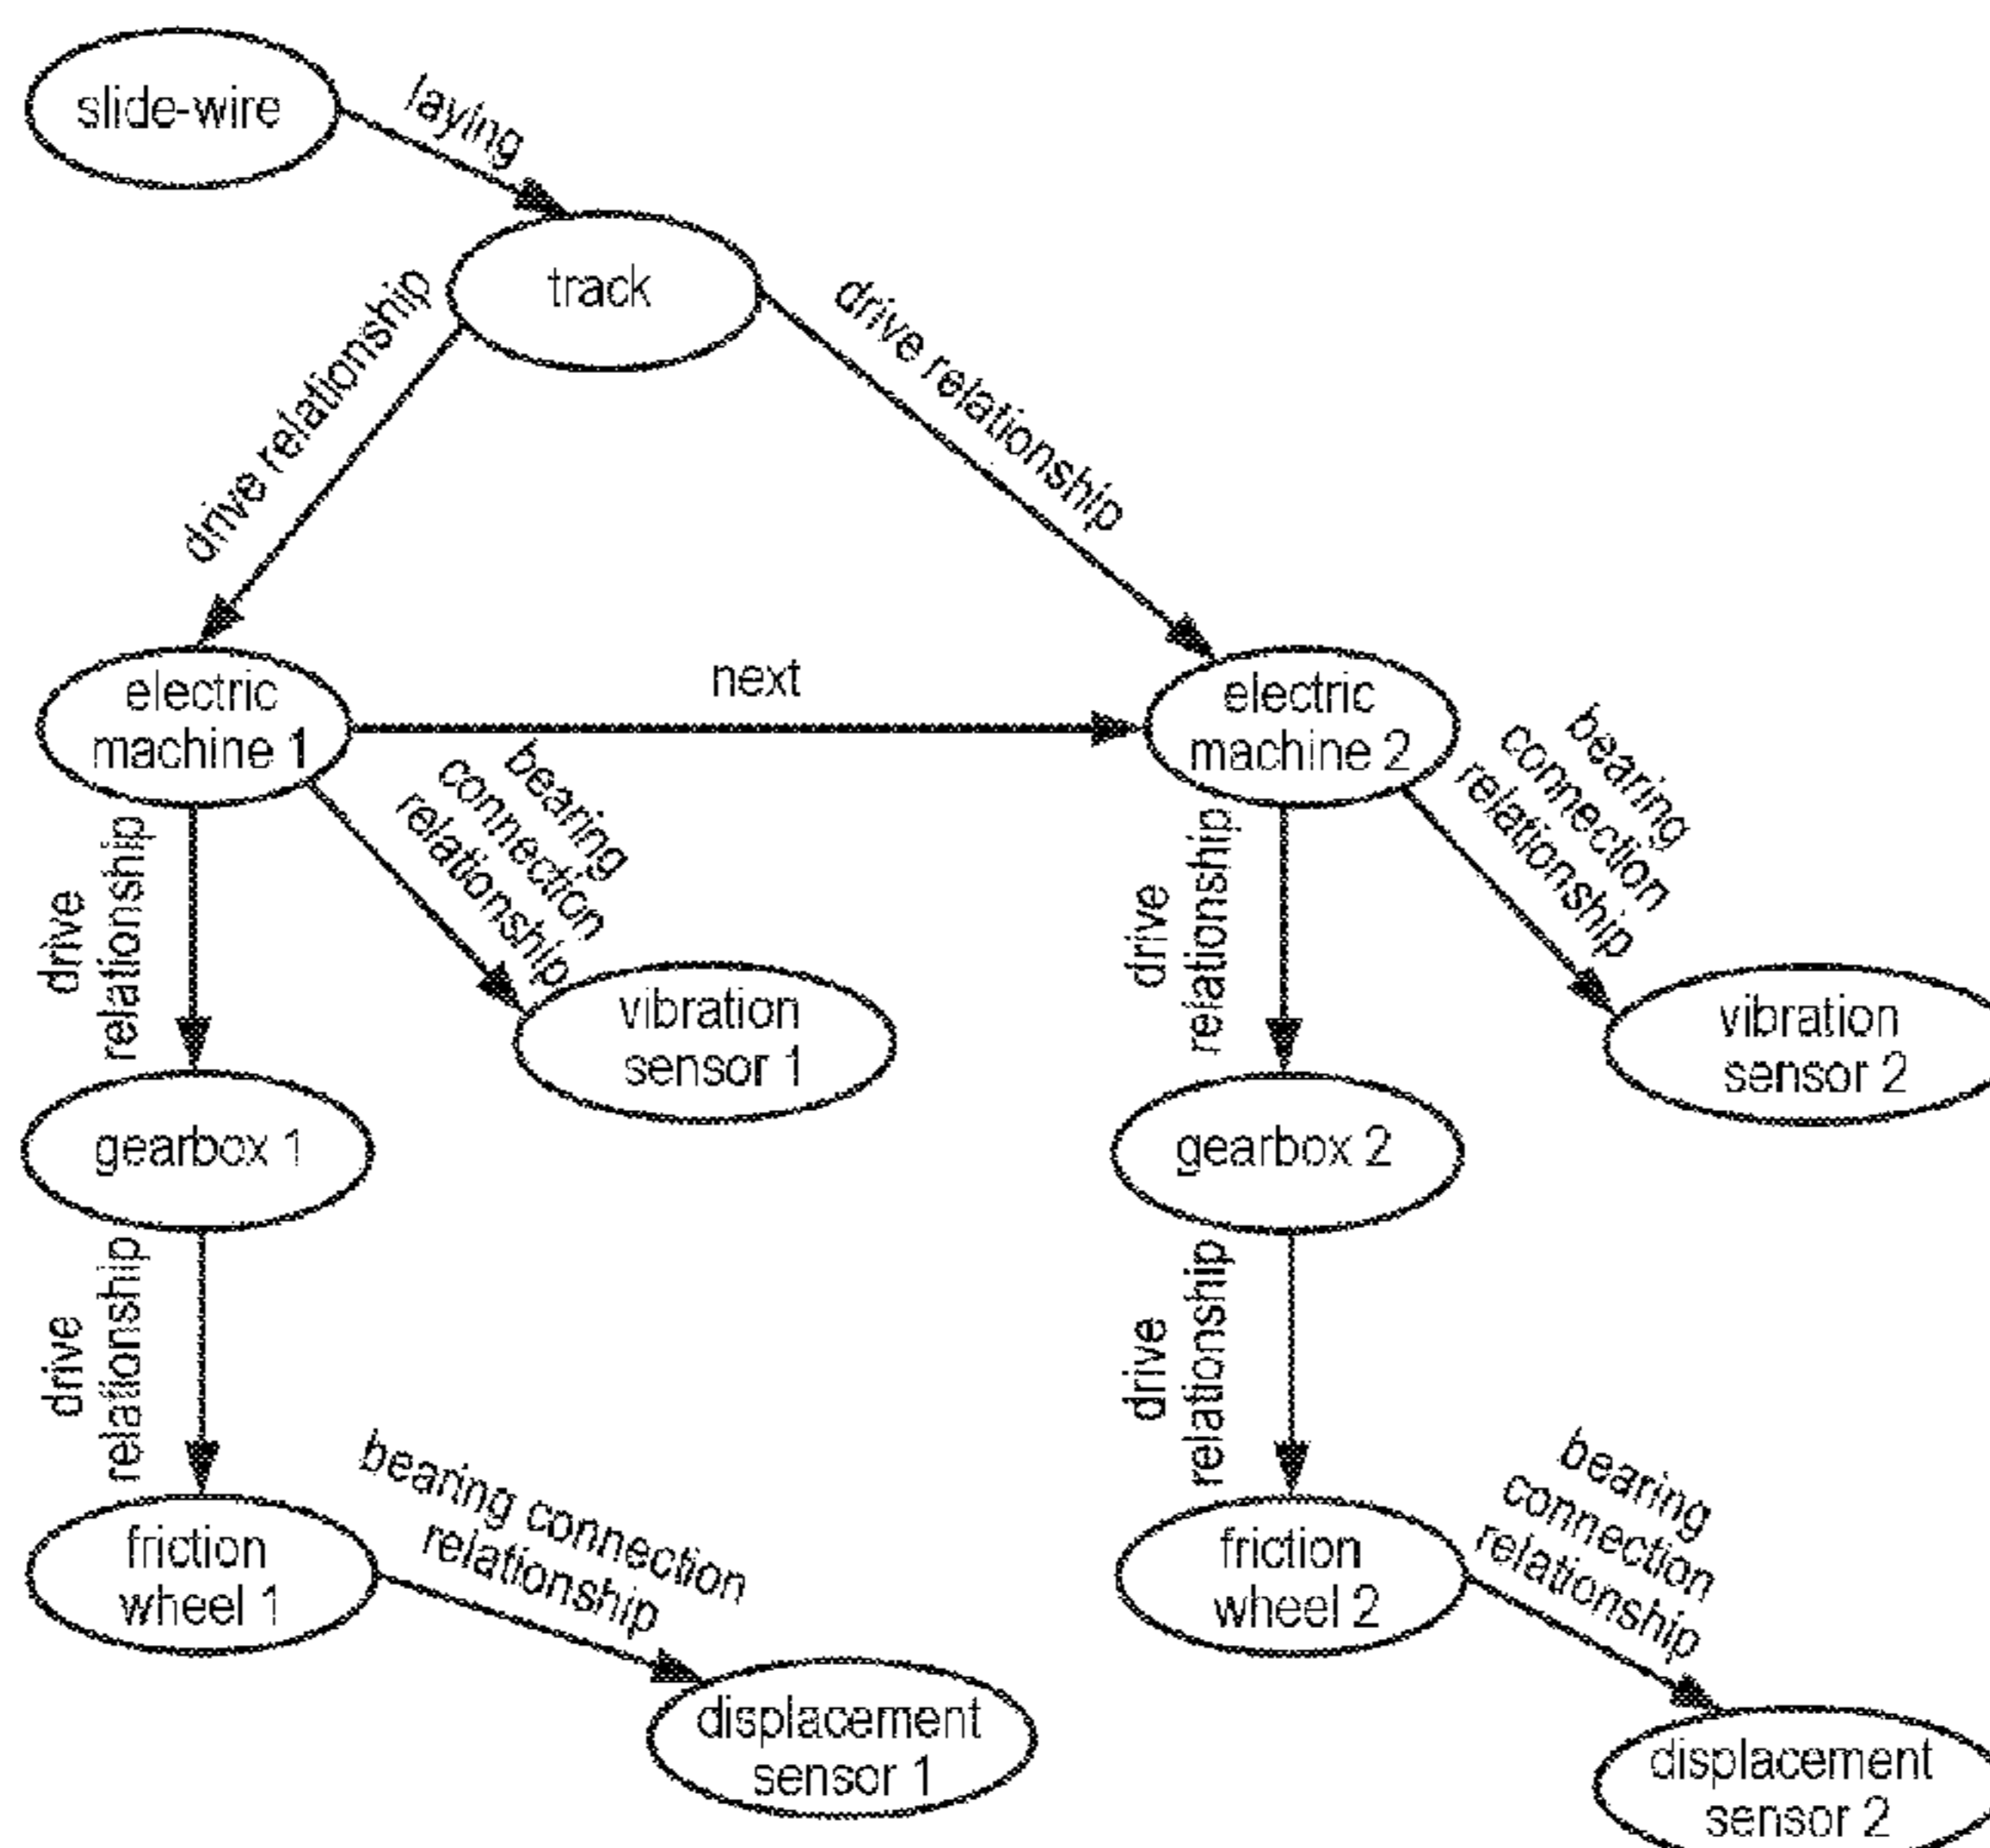 slide-wire
laying
track
drive relationship
drive relationship
electric
machine 1
next
electric
machine 2
bearing
connection
relationship
bearing
connection
relationship
drive
relationship
drive
relationship
vibration
sensor 1
vibration
sensor 2
gearbox 1
gearbox 2
drive
relationship
drive
relationship
friction
wheel 1
bearing connection
relationship
friction
wheel 2
bearing
connection
relationship
displacement
sensor 1
displacement
sensor 2